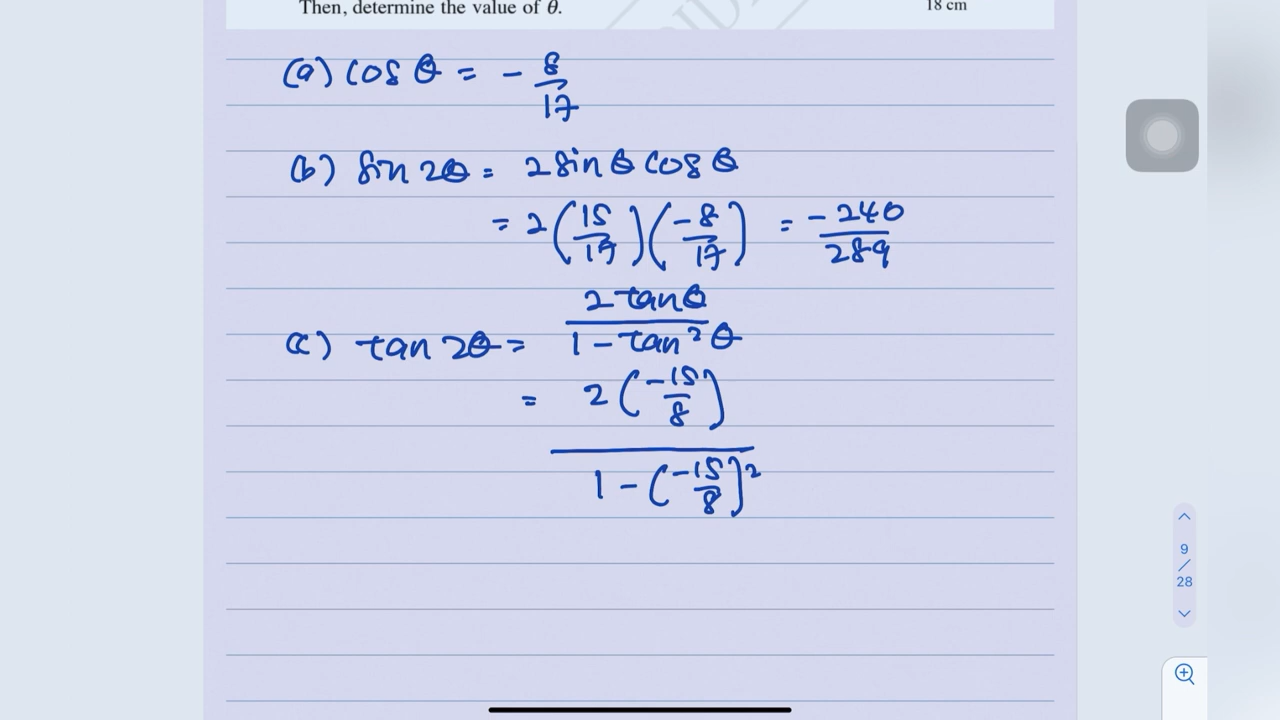 Then, determine the value of θ.
18 cm
(a) cos θ = - 8/17
(b) sin 2θ = 2 sin θ cos θ
= 2 (15/17) (-8/17) = -240/289
(c) tan 2θ = 2 tan θ / 1 - tan² θ
= 2 (-15/8) / 1 - (-15/8)²
9
/
28